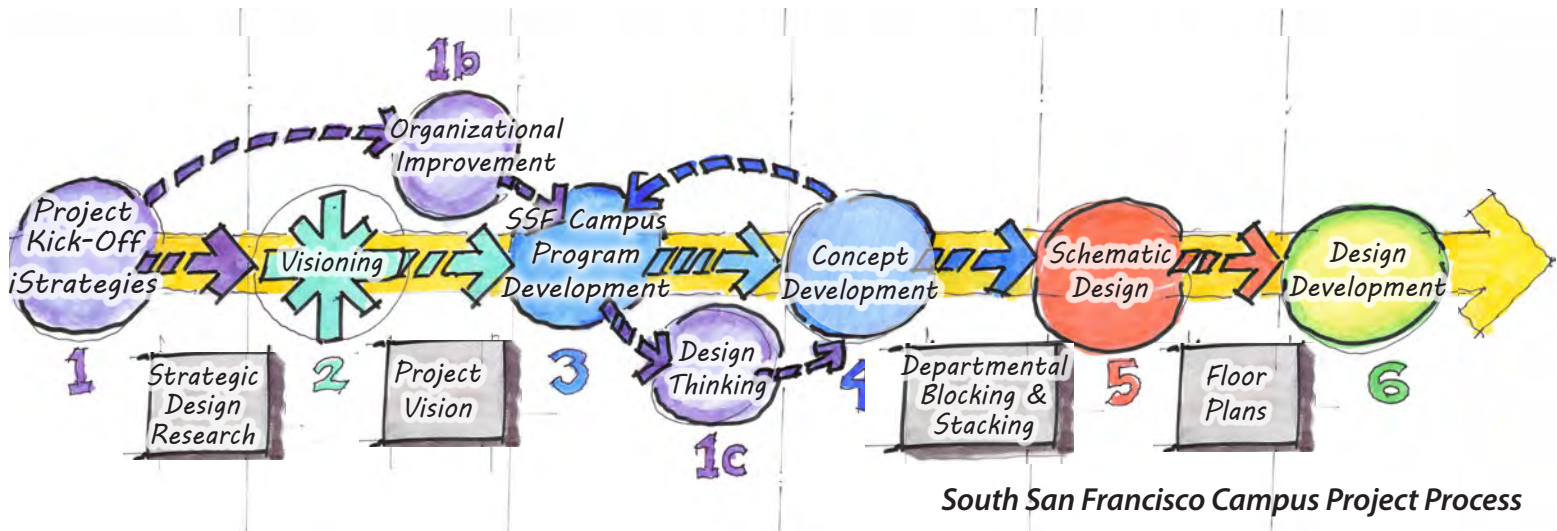 1b
Organizational
Improvement
Project
Kick-Off
iStrategies
1
Visioning
2
SSF Campus
Program
Development
3
Concept
Development
4
Schematic
Design
5
Design
Development
6
Strategic
Design
Research
Project
Vision
Design
Thinking
1c
Departmental
Blocking &
Stacking
Floor
Plans
South San Francisco Campus Project Process